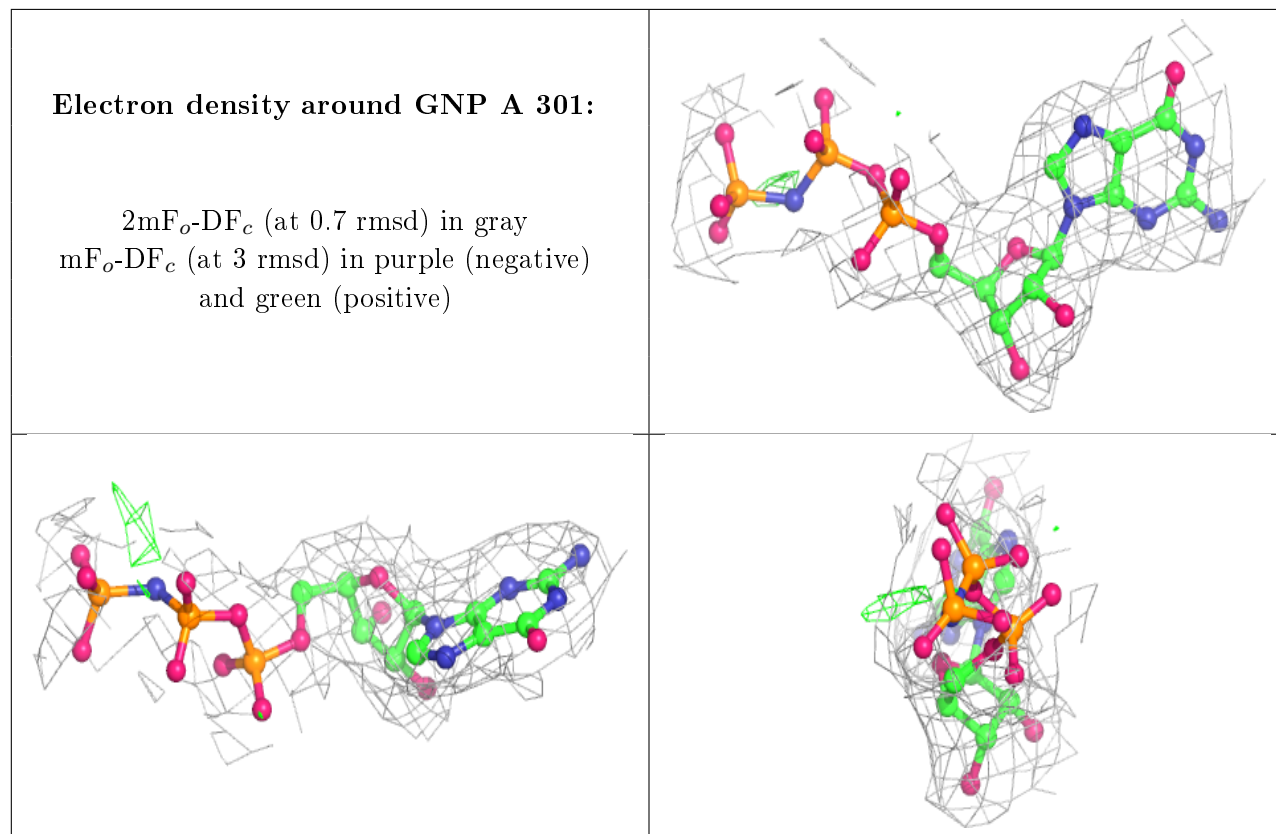 Electron density around GNP A 301:
2mFo-DFc (at 0.7 rmsd) in gray
mFo-DFc (at 3 rmsd) in purple (negative)
and green (positive)